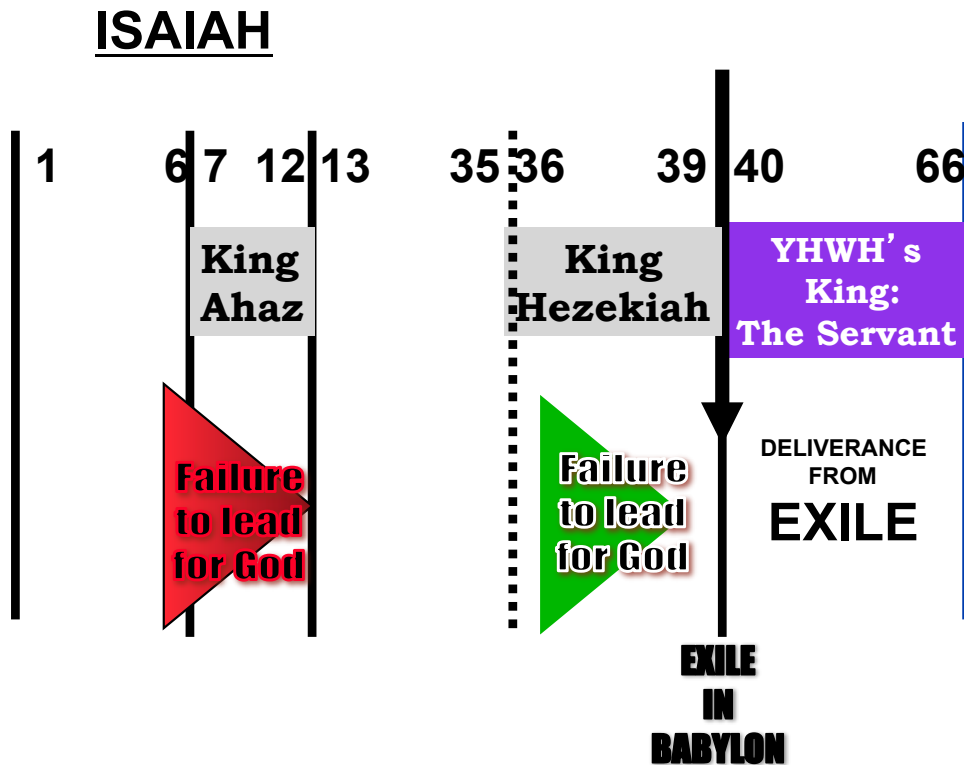 ISAIAH
1 6 7 12 13 35 36 39 40 66
King
Ahaz
King
Hezekiah
YHWH’s
King:
The Servant
Failure
to lead
for God
Failure
to lead
for God
DELIVERANCE
FROM
EXILE
EXILE
IN
BABYLON